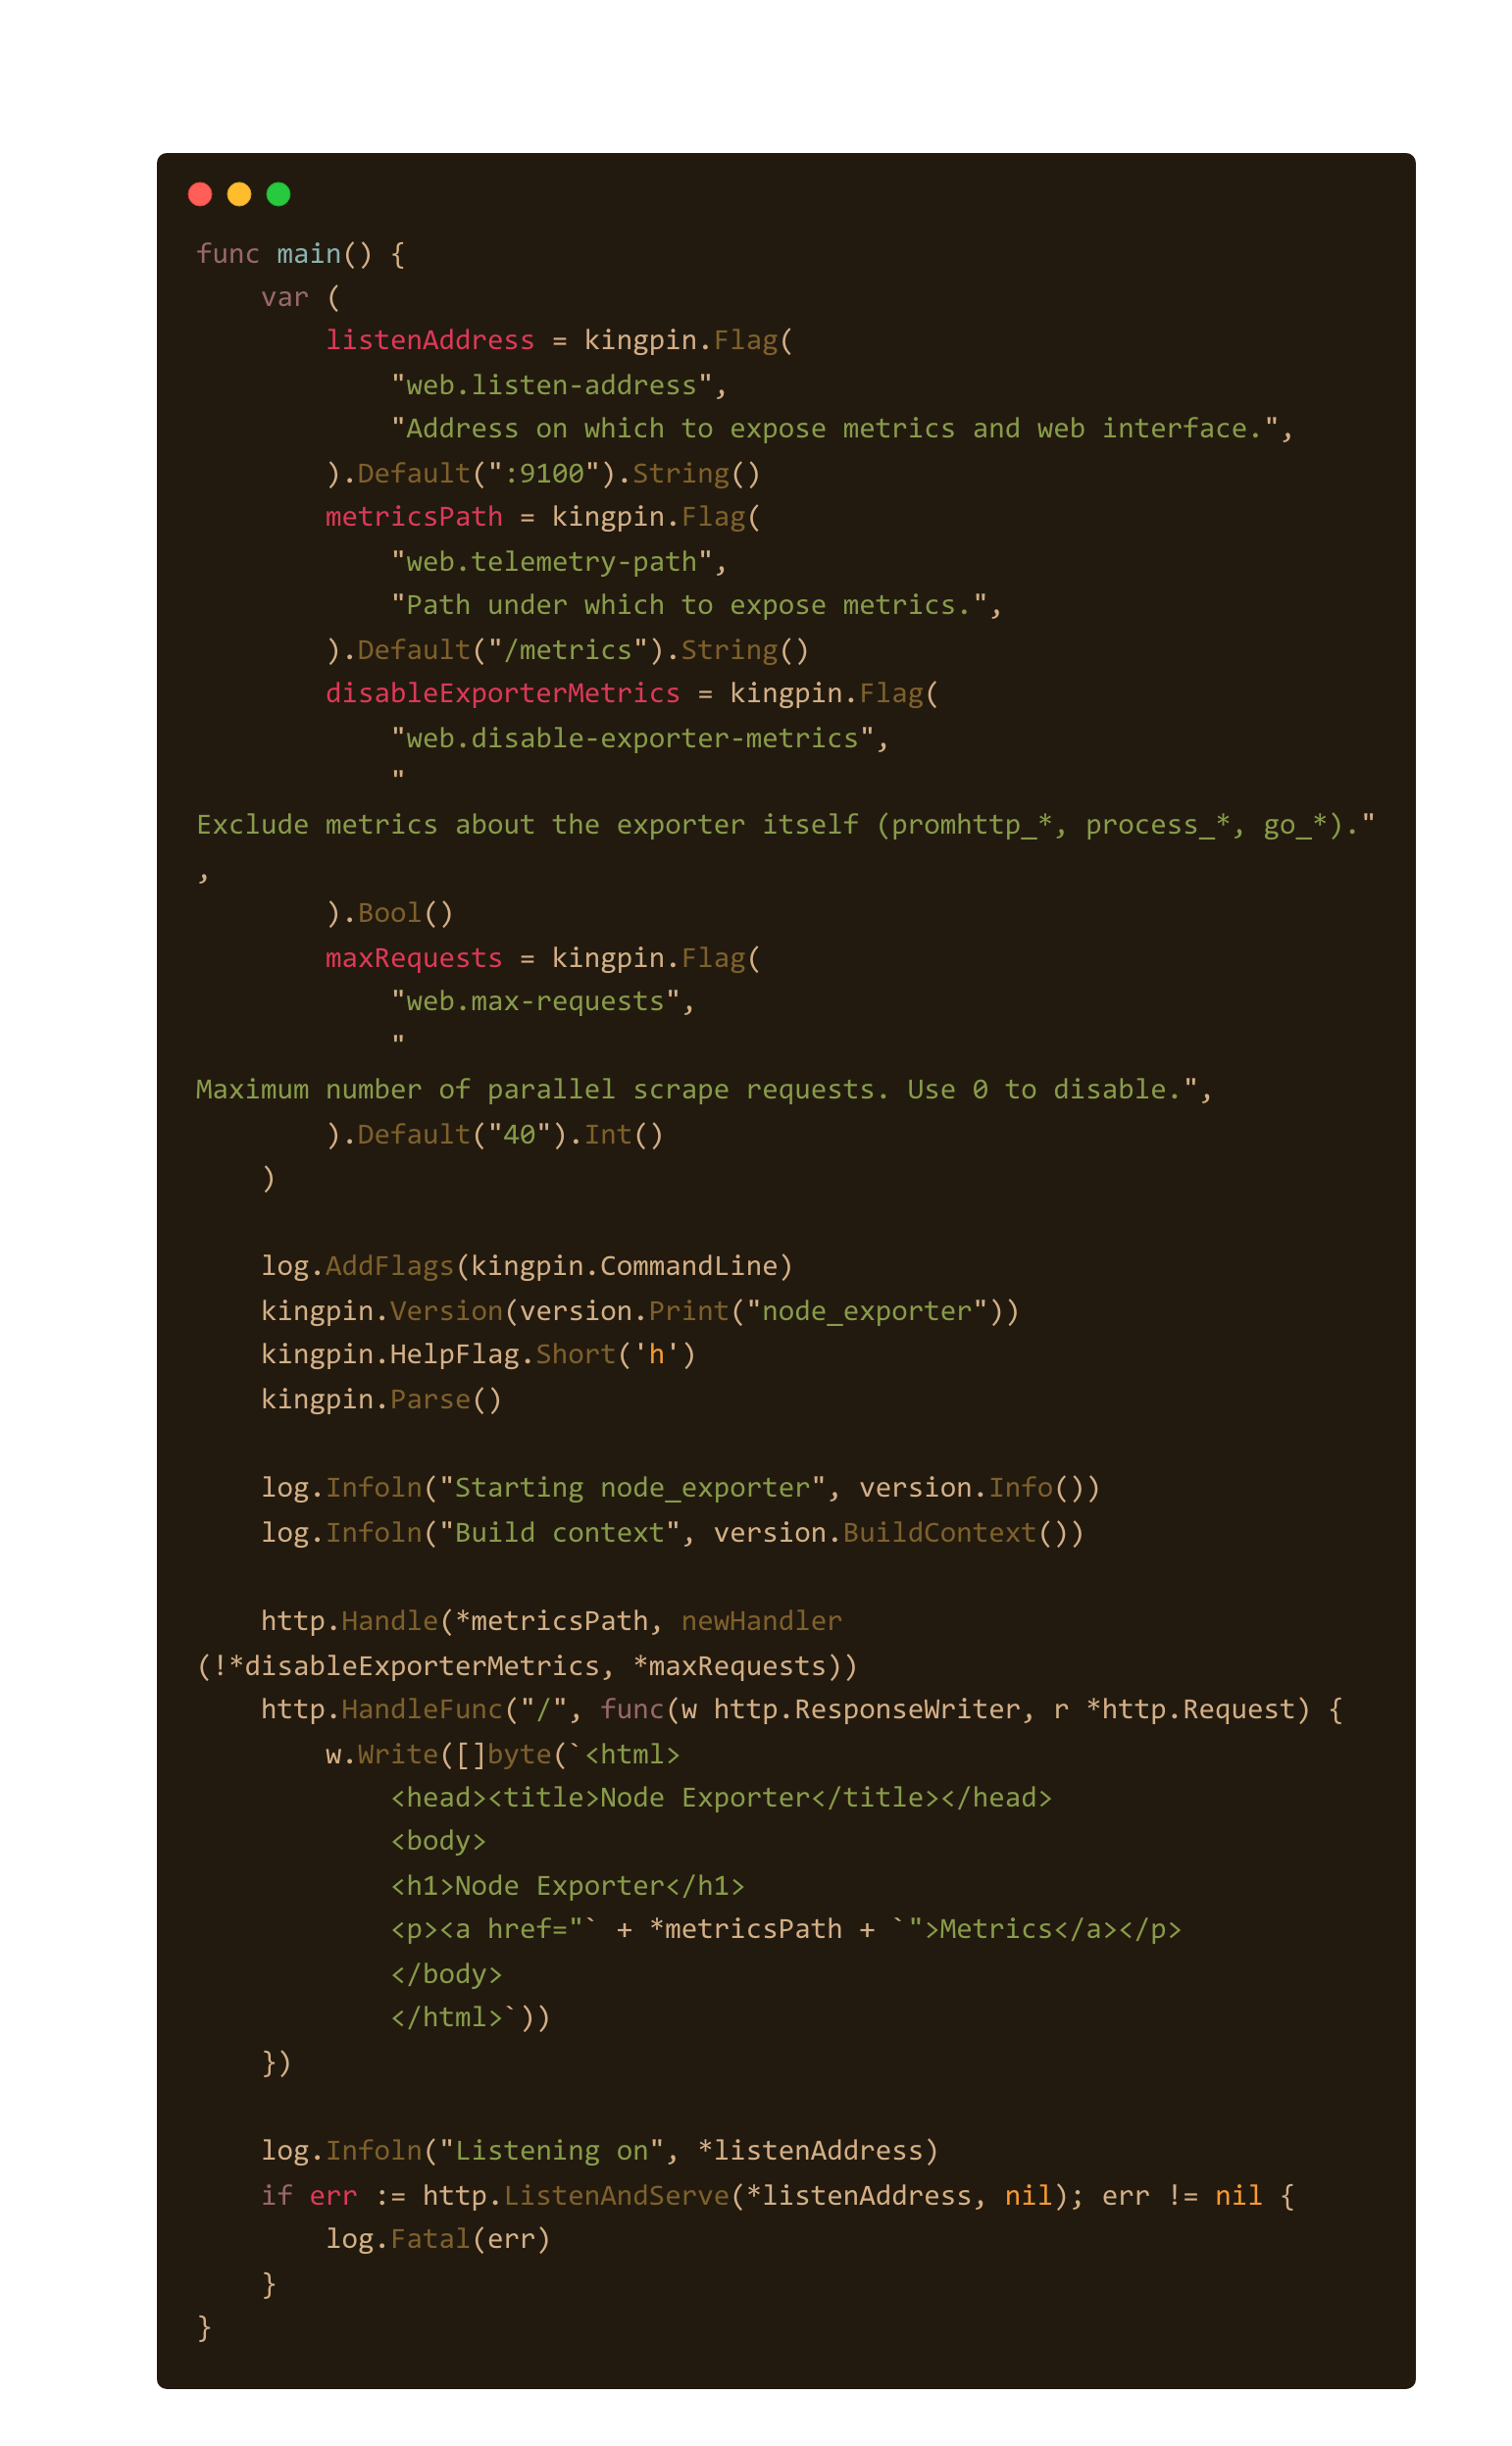 func main() {
    var (
        listenAddress = kingpin.Flag(
            "web.listen-address",
            "Address on which to expose metrics and web interface.",
        ).Default(":9100").String()
        metricsPath = kingpin.Flag(
            "web.telemetry-path",
            "Path under which to expose metrics.",
        ).Default("/metrics").String()
        disableExporterMetrics = kingpin.Flag(
            "web.disable-exporter-metrics",
            "
Exclude metrics about the exporter itself (promhttp_*, process_*, go_*)."
,
        ).Bool()
        maxRequests = kingpin.Flag(
            "web.max-requests",
            "
Maximum number of parallel scrape requests. Use 0 to disable.",
        ).Default("40").Int()
    )

    log.AddFlags(kingpin.CommandLine)
    kingpin.Version(version.Print("node_exporter"))
    kingpin.HelpFlag.Short('h')
    kingpin.Parse()

    log.Infoln("Starting node_exporter", version.Info())
    log.Infoln("Build context", version.BuildContext())

    http.Handle(*metricsPath, newHandler
(!*disableExporterMetrics, *maxRequests))
    http.HandleFunc("/", func(w http.ResponseWriter, r *http.Request) {
        w.Write([]byte(`<html>
            <head><title>Node Exporter</title></head>
            <body>
            <h1>Node Exporter</h1>
            <p><a href="` + *metricsPath + `">Metrics</a></p>
            </body>
            </html>`))
    })

    log.Infoln("Listening on", *listenAddress)
    if err := http.ListenAndServe(*listenAddress, nil); err != nil {
        log.Fatal(err)
    }
}